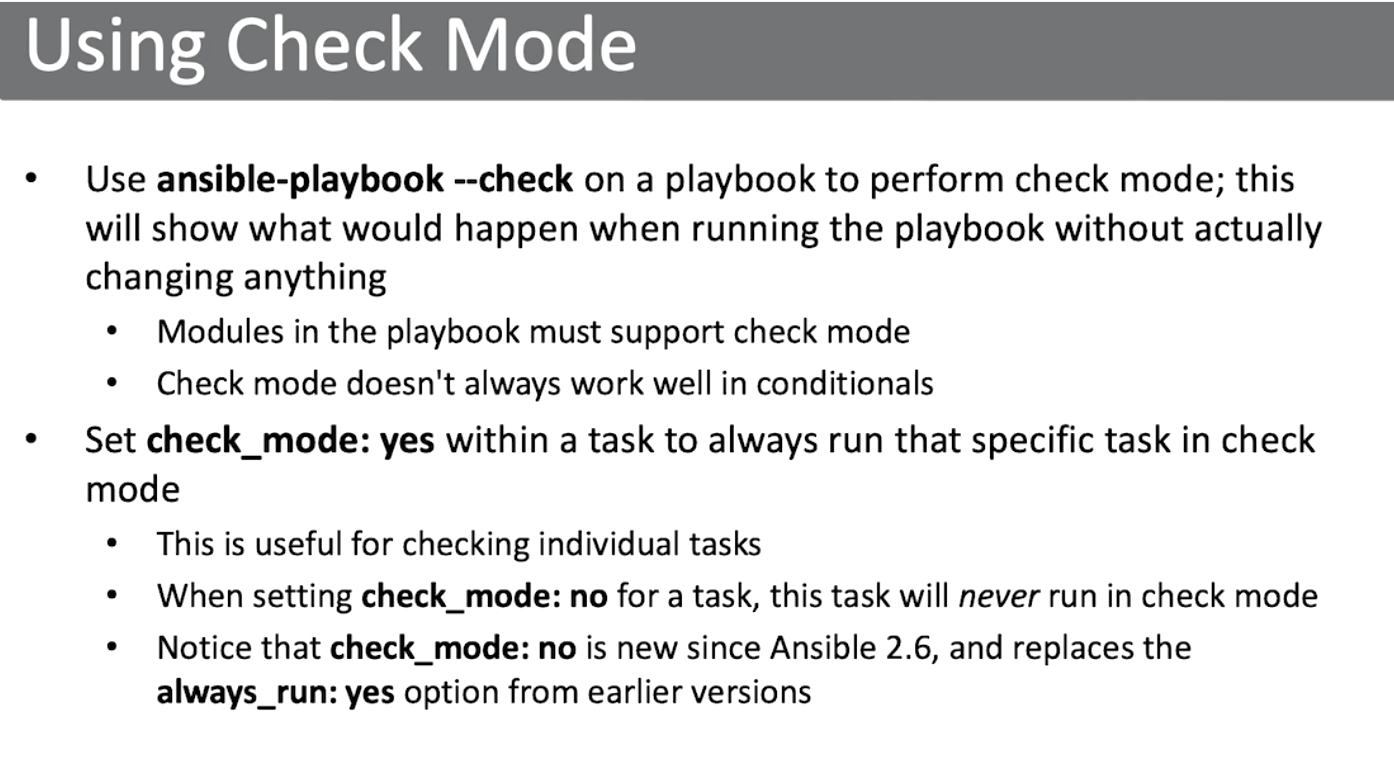 Using Check Mode
• Use ansible-playbook --check on a playbook to perform check mode; this
will show what would happen when running the playbook without actually
changing anything
• Modules in the playbook must support check mode
• Check mode doesn't always work well in conditionals
• Set check_mode: yes within a task to always run that specific task in check
mode
• This is useful for checking individual tasks
• When setting check_mode: no for a task, this task will never run in check mode
• Notice that check_mode: no is new since Ansible 2.6, and replaces the
always_run: yes option from earlier versions